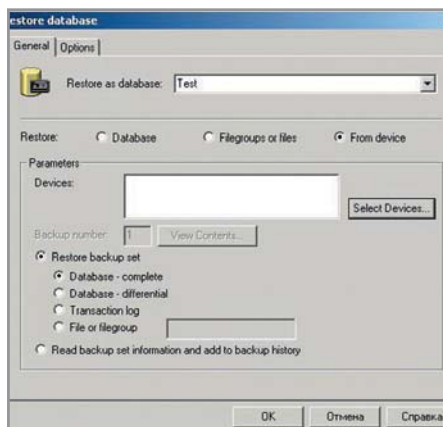 estore database
General Options
Restore as database: Test
Restore: Database Filegroups or files From device
Parameters
Devices:
Select Devices...
Backup number: 1 View Contents...
Restore backup set
Database - complete
Database - differential
Transaction log
File or filegroup
Read backup set information and add to backup history
OK Отмена Справка